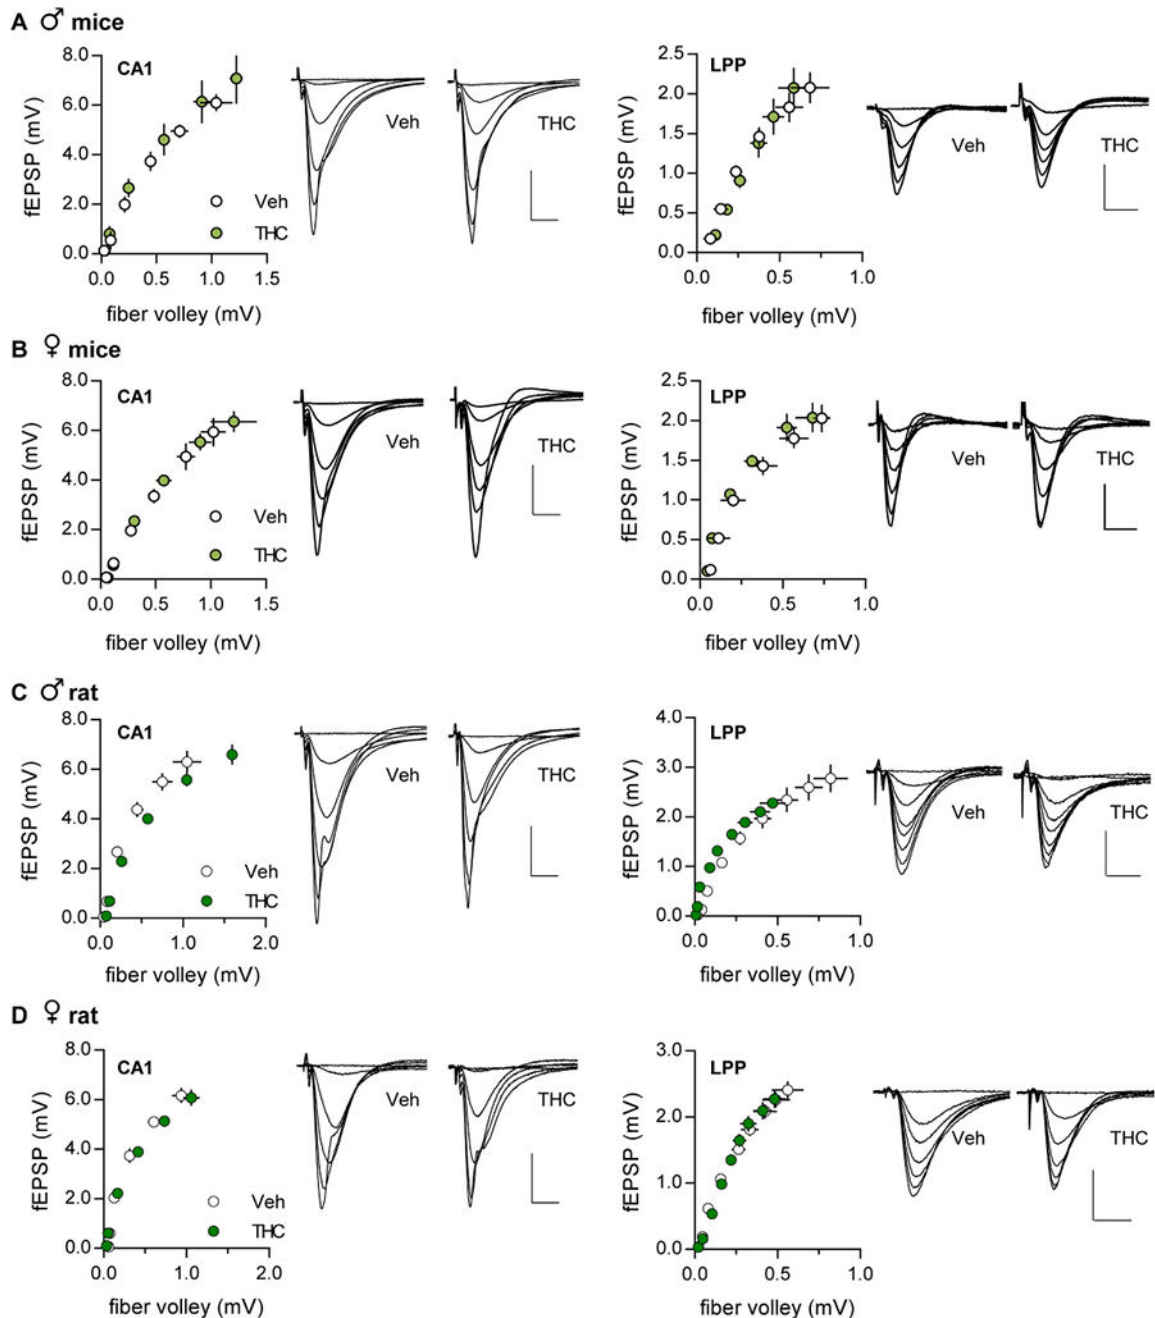 A ♂ mice
CA1
8.0
6.0
4.0
2.0
0.0
fEPSP (mV)
0.0 0.5 1.0 1.5
fiber volley (mV)
Veh
THC
Veh
THC
LPP
2.5
2.0
1.5
1.0
0.5
0.0
fEPSP (mV)
0.0 0.5 1.0
fiber volley (mV)
Veh
THC
B ♀ mice
CA1
8.0
6.0
4.0
2.0
0.0
fEPSP (mV)
0.0 0.5 1.0 1.5
fiber volley (mV)
Veh
THC
Veh
THC
LPP
2.5
2.0
1.5
1.0
0.5
0.0
fEPSP (mV)
0.0 0.5 1.0
fiber volley (mV)
Veh
THC
C ♂ rat
CA1
8.0
6.0
4.0
2.0
0.0
fEPSP (mV)
0.0 1.0 2.0
fiber volley (mV)
Veh
THC
Veh
THC
LPP
4.0
3.0
2.0
1.0
0.0
fEPSP (mV)
0.0 0.5 1.0
fiber volley (mV)
Veh
THC
D ♀ rat
CA1
8.0
6.0
4.0
2.0
0.0
fEPSP (mV)
0.0 1.0 2.0
fiber volley (mV)
Veh
THC
Veh
THC
LPP
3.0
2.0
1.0
0.0
fEPSP (mV)
0.0 0.5 1.0
fiber volley (mV)
Veh
THC